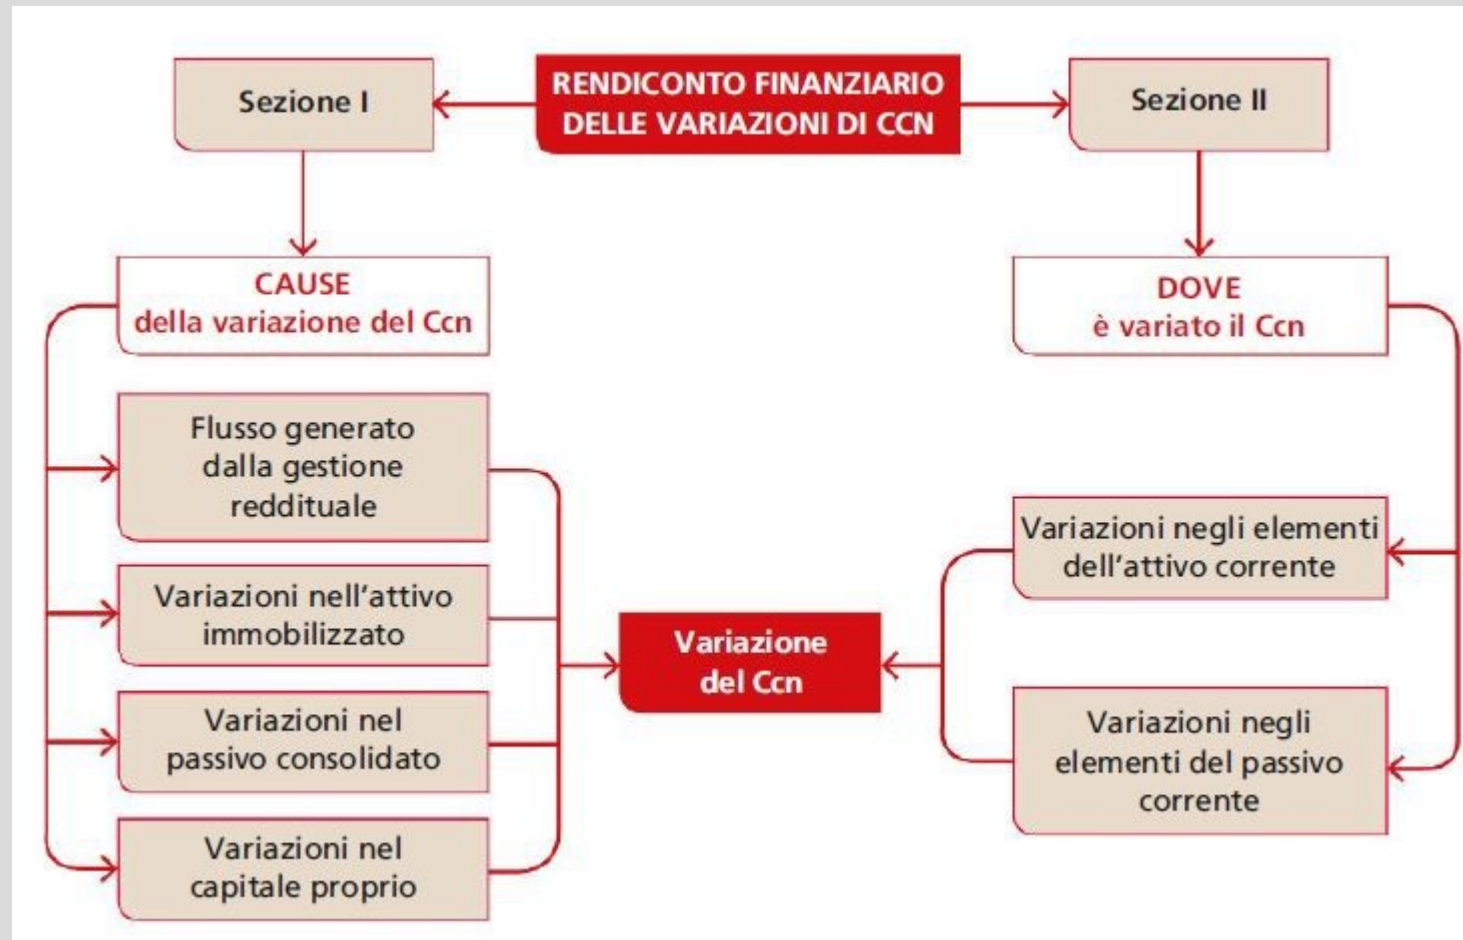 RENDICONTO FINANZIARIO
DELLE VARIAZIONI DI CCN
Sezione I
Sezione II
CAUSE
della variazione del Ccn
DOVE
è variato il Ccn
Flusso generato
dalla gestione
reddituale
Variazioni nell'attivo
immobilizzato
Variazioni nel
passivo consolidato
Variazioni nel
capitale proprio
Variazione
del Ccn
Variazioni negli elementi
dell'attivo corrente
Variazioni negli
elementi del passivo
corrente